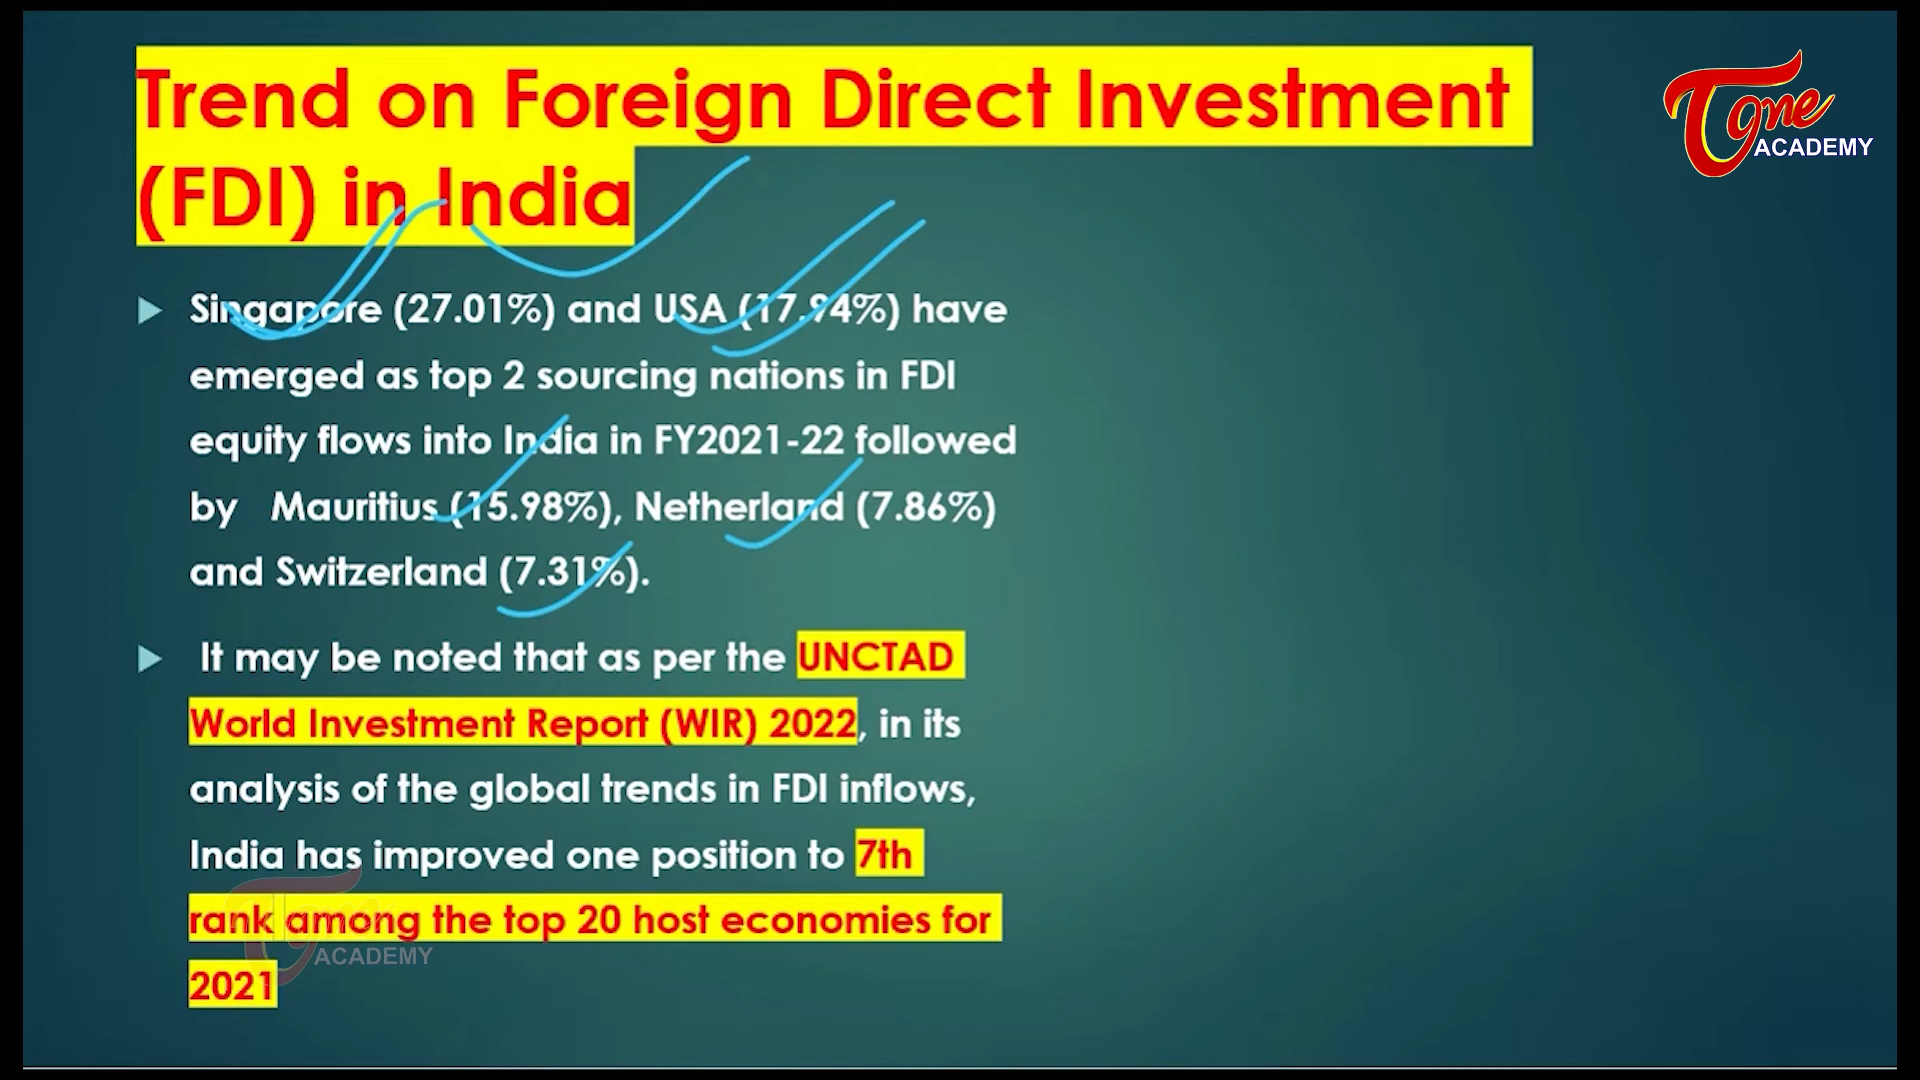 Trend on Foreign Direct Investment
(FDI) in India
Tone
ACADEMY
Singapore (27.01%) and USA (17.94%) have
emerged as top 2 sourcing nations in FDI
equity flows into India in FY2021-22 followed
by Mauritius (15.98%), Netherland (7.86%)
and Switzerland (7.31%).
It may be noted that as per the UNCTAD
World Investment Report (WIR) 2022, in its
analysis of the global trends in FDI inflows,
India has improved one position to 7th
rank among the top 20 host economies for
2021
Tone
ACADEMY